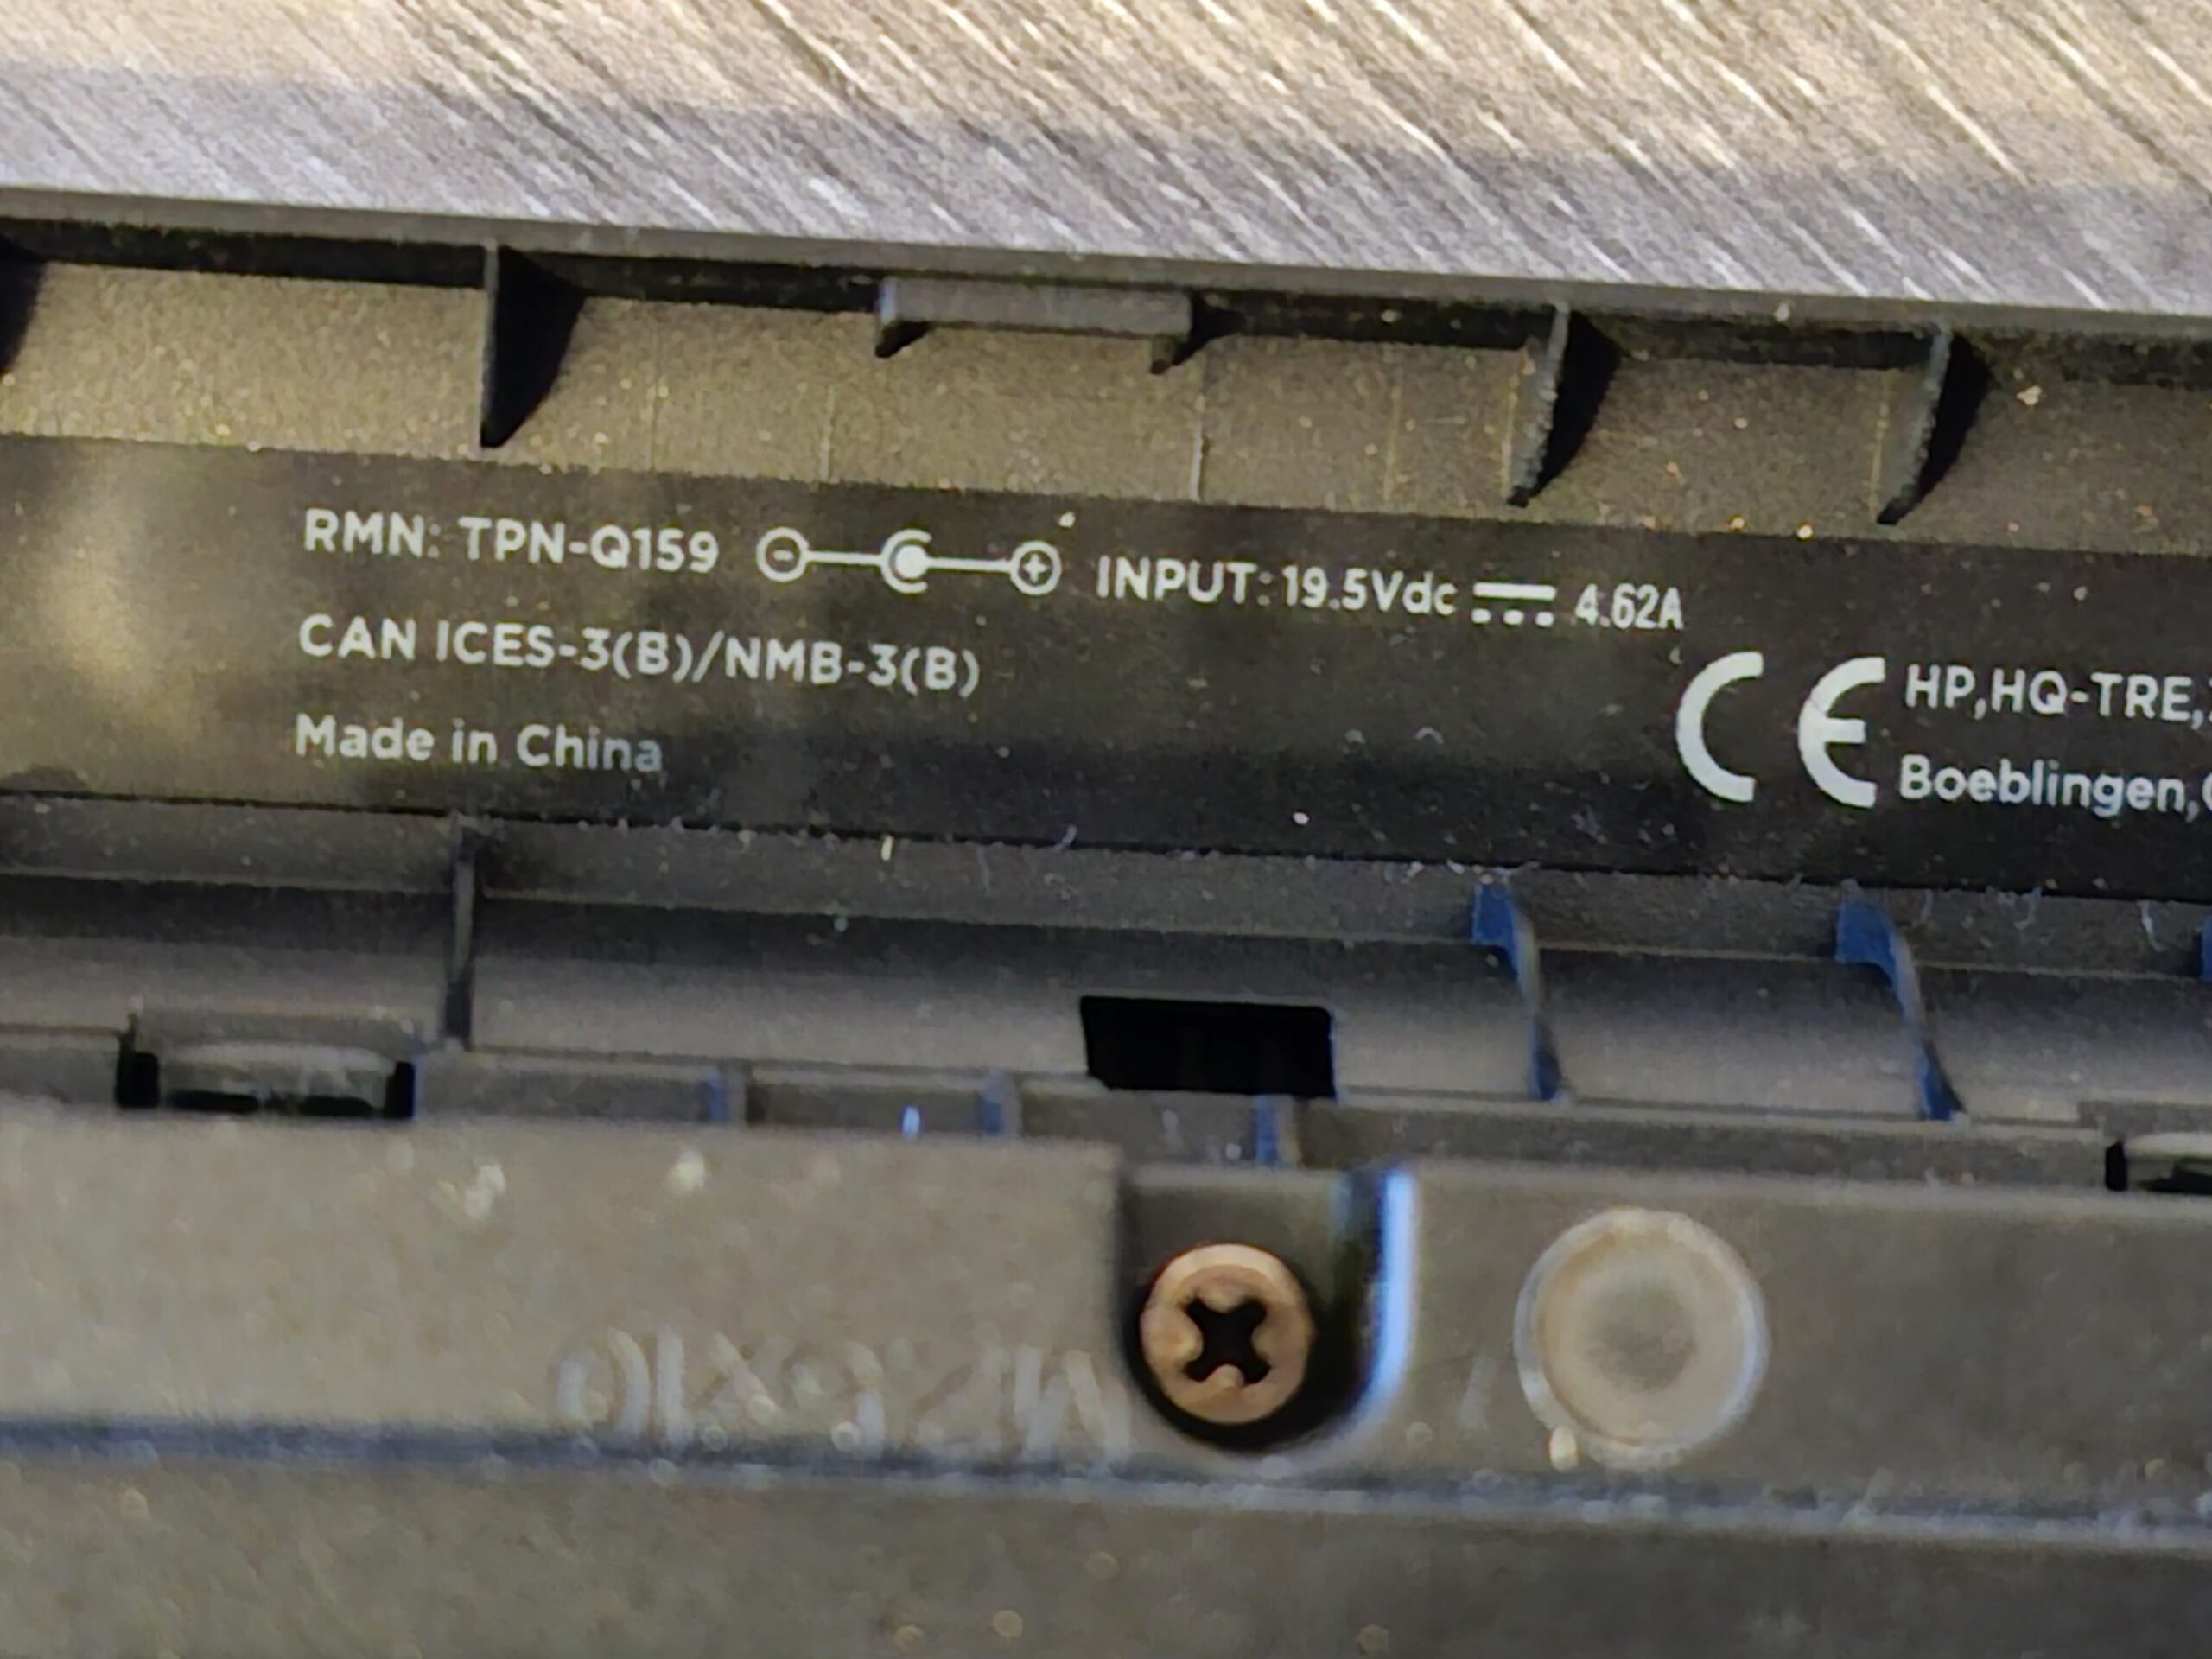 RMN: TPN-Q159 INPUT: 19.5Vdc 4.62A
CAN ICES-3(B)/NMB-3(B)
Made in China
CE
HP,HQ-TRE,
Boeblingen,
M2.5x10